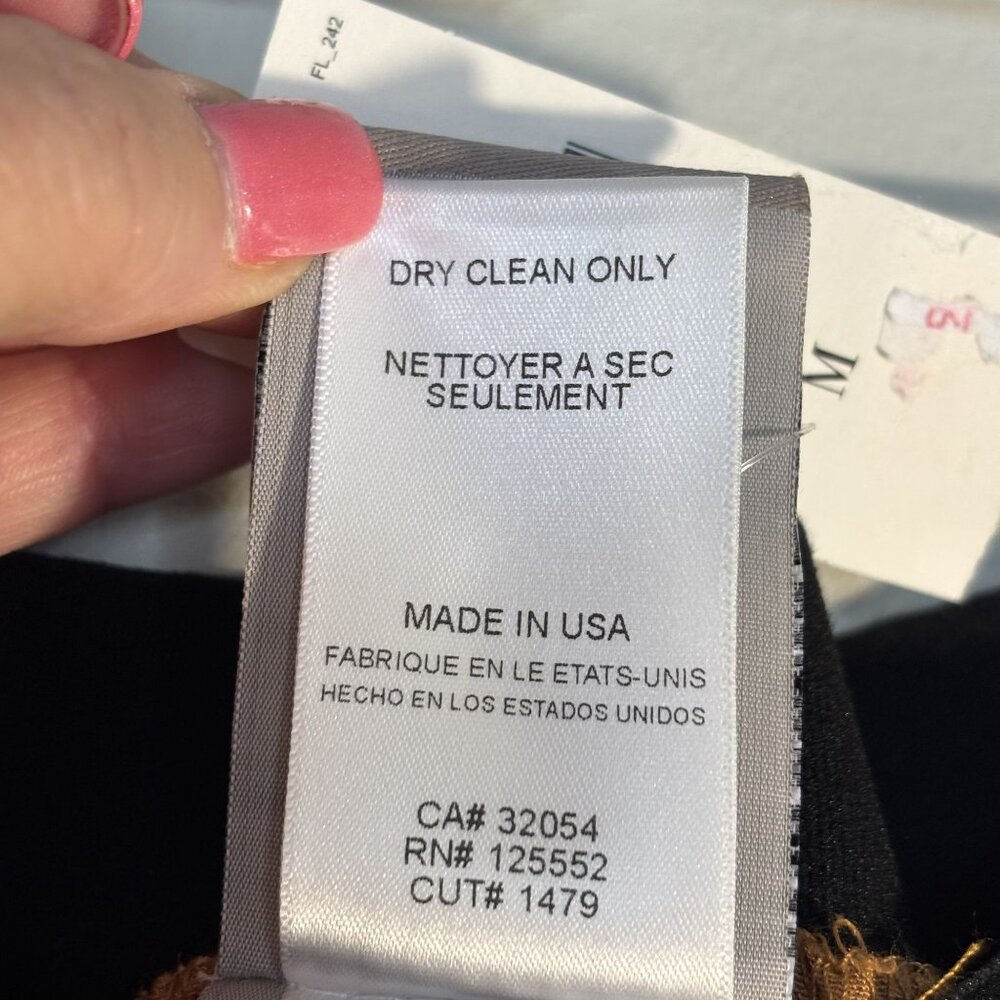 FL_242
DRY CLEAN ONLY
NETTOYER A SEC
SEULEMENT
MADE IN USA
FABRIQUE EN LE ETATS-UNIS
HECHO EN LOS ESTADOS UNIDOS
CA# 32054
RN# 125552
CUT# 1479
M